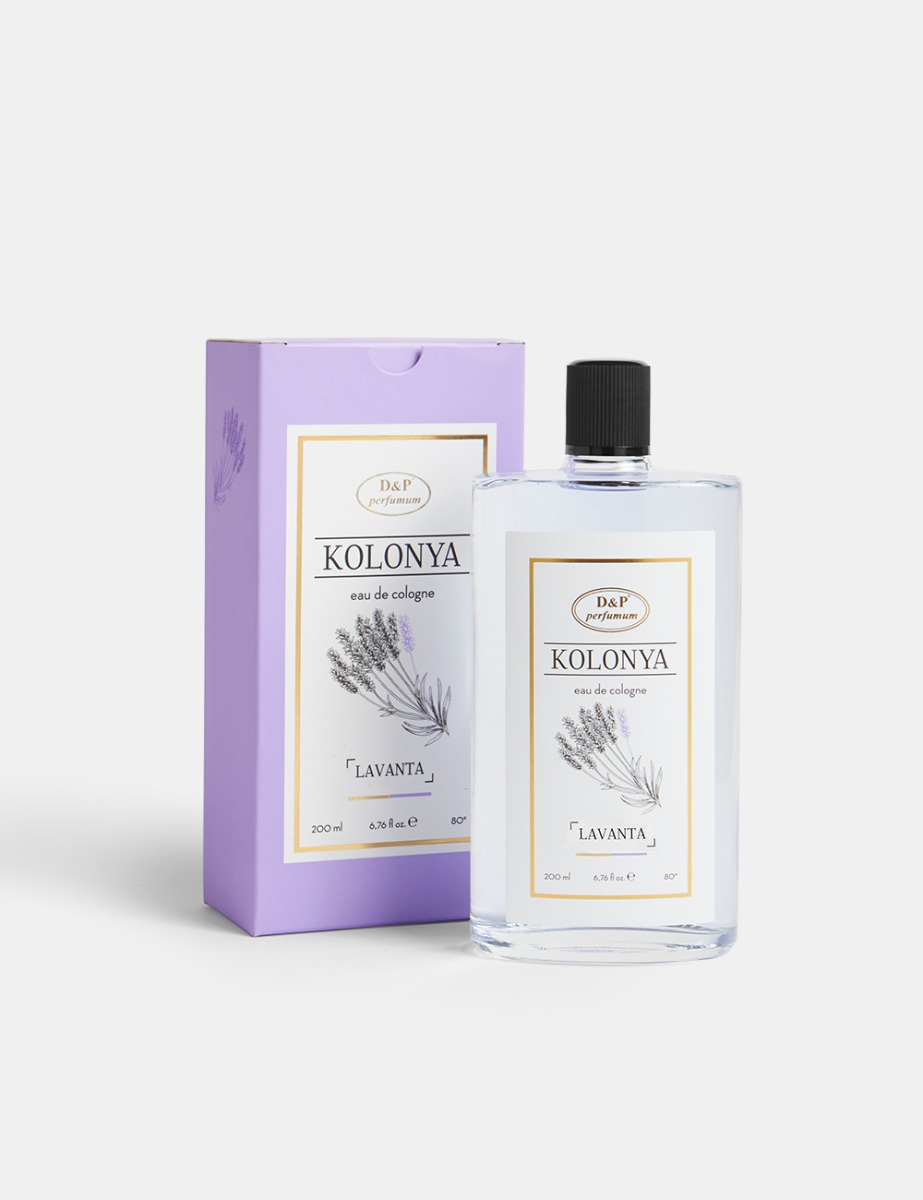 D&P
perfumum
KOLONYA
eau de cologne
LAVANTA
200 ml 6,76 fl oz. ℮ 80°
D&P
perfumum
KOLONYA
eau de cologne
LAVANTA
200 ml 6,76 fl oz. ℮ 80°